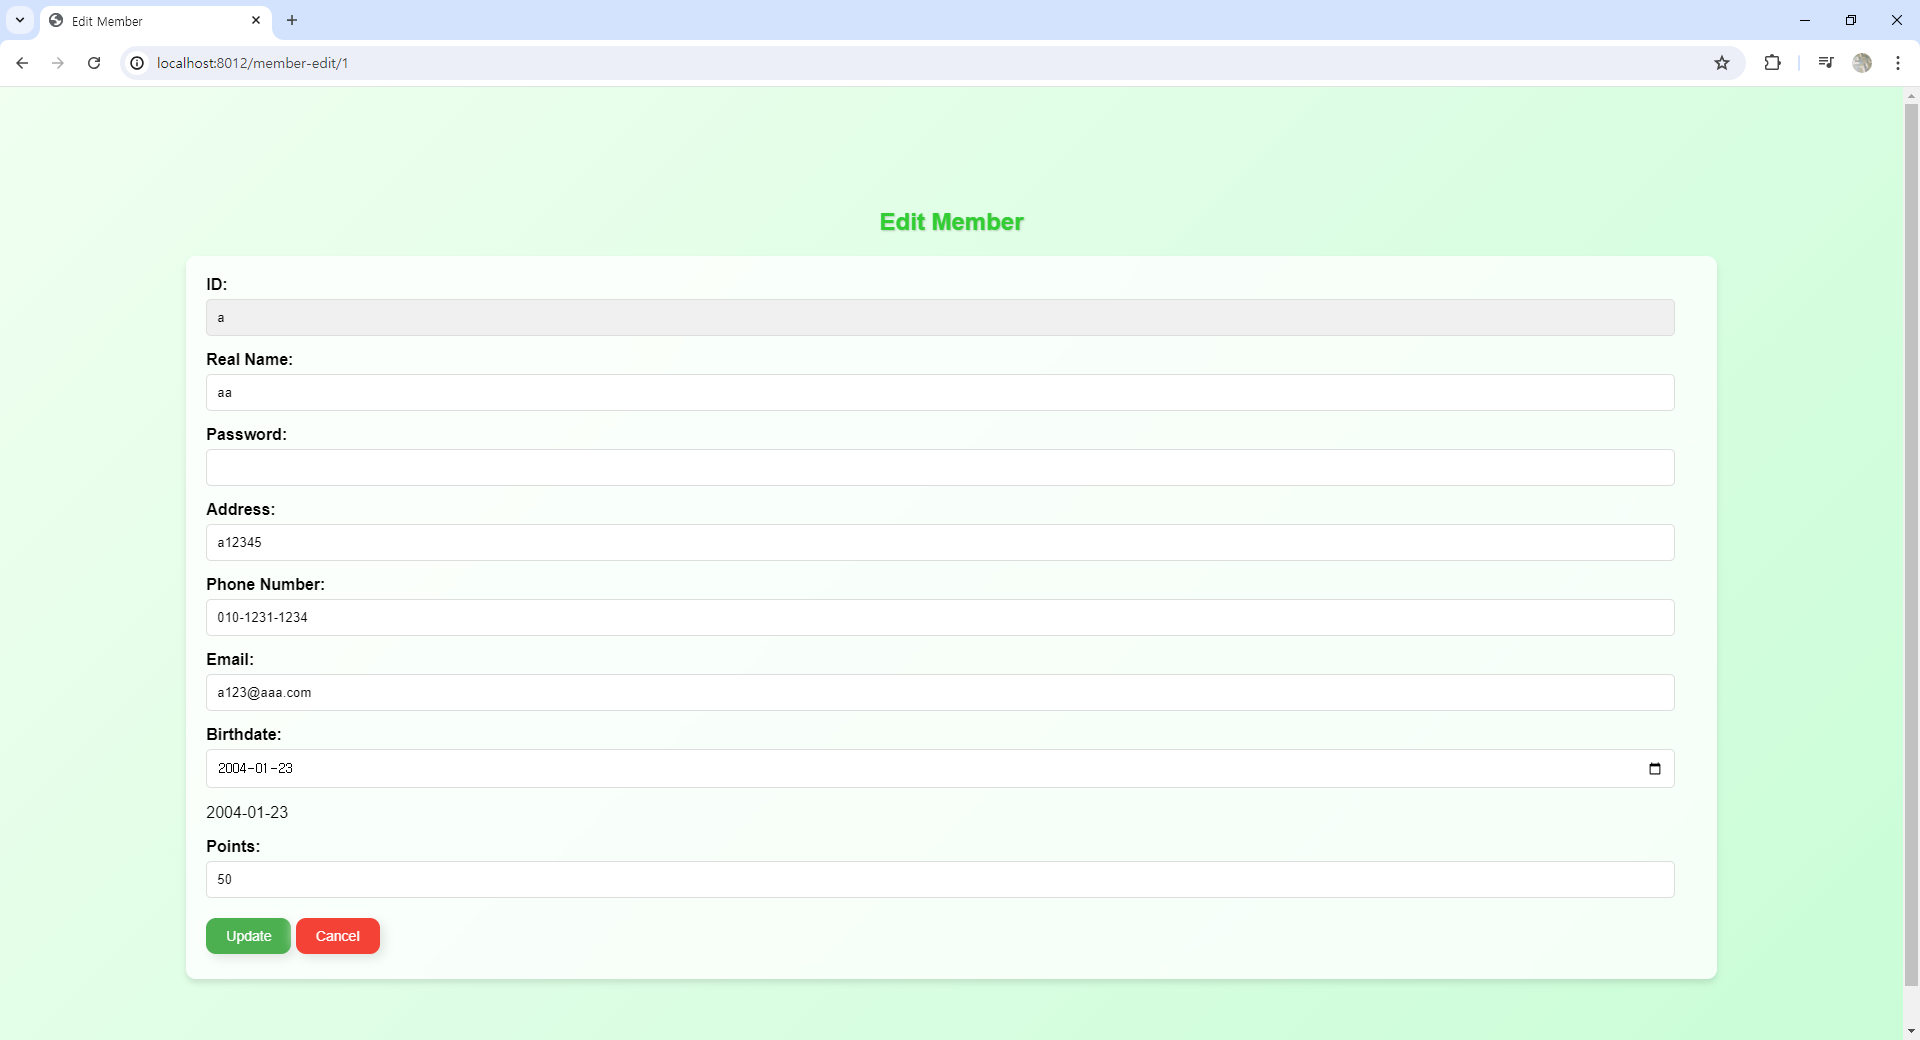 Edit Member
localhost:8012/member-edit/1
Edit Member
ID:
a
Real Name:
aa
Password:
Address:
a12345
Phone Number:
010-1231-1234
Email:
a123@aaa.com
Birthdate:
2004-01-23
2004-01-23
Points:
50
Update Cancel